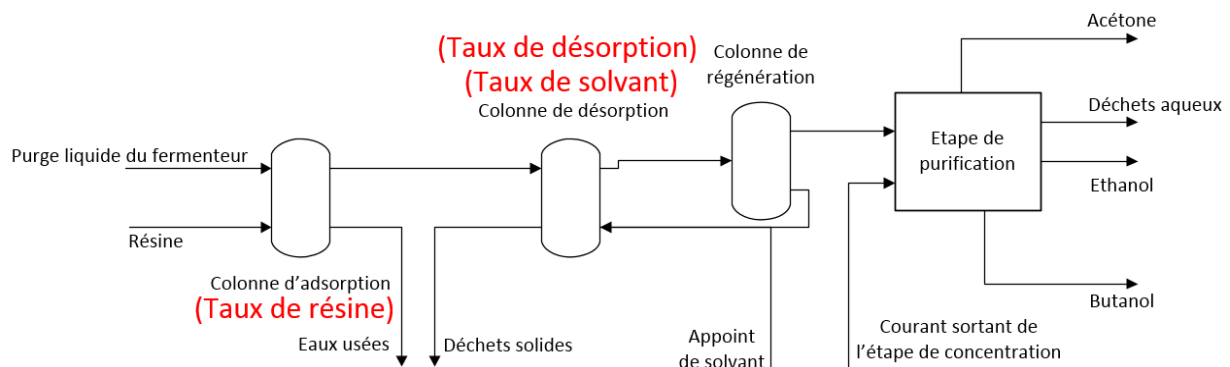 Acétone
(Taux de désorption)
(Taux de solvant)
Colonne de désorption
Colonne de
régénération
Purge liquide du fermenteur
Résine
Colonne d’adsorption
(Taux de résine)
Eaux usées
Déchets solides
Appoint
de solvant
Courant sortant de
l’étape de concentration
Etape de
purification
Déchets aqueux
Ethanol
Butanol